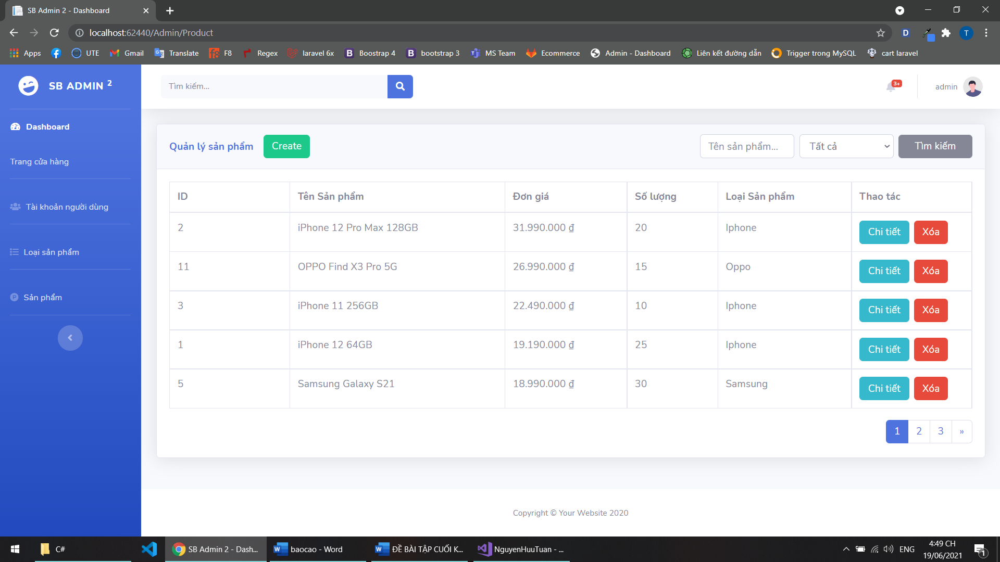 SB Admin 2 - Dashboard
localhost:62440/Admin/Product
D
T
Apps
UTE
Gmail
Translate
F8
Regex
laravel 6x
Boostrap 4
bootstrap 3
MS Team
Ecommerce
Admin - Dashboard
Liên kết đường dẫn
Trigger trong MySQL
cart laravel
SB ADMIN 2
Tìm kiếm...
3+
admin
Dashboard
Trang cửa hàng
Tài khoản người dùng
Loại sản phẩm
Sản phẩm
Quản lý sản phẩm
Create
Tên sản phẩm...
Tất cả
Tìm kiếm
ID Tên Sản phẩm Đơn giá Số lượng Loại Sản phẩm Thao tác
2 iPhone 12 Pro Max 128GB 31.990.000 ₫ 20 Iphone Chi tiết Xóa
11 OPPO Find X3 Pro 5G 26.990.000 ₫ 15 Oppo Chi tiết Xóa
3 iPhone 11 256GB 22.490.000 ₫ 10 Iphone Chi tiết Xóa
1 iPhone 12 64GB 19.190.000 ₫ 25 Iphone Chi tiết Xóa
5 Samsung Galaxy S21 18.990.000 ₫ 30 Samsung Chi tiết Xóa
1 2 3 »
Copyright © Your Website 2020
C#
SB Admin 2 - Dash...
baocao - Word
ĐỀ BÀI TẬP CUỐI K...
NguyenHuuTuan - ...
ENG
4:49 CH
19/06/2021
1